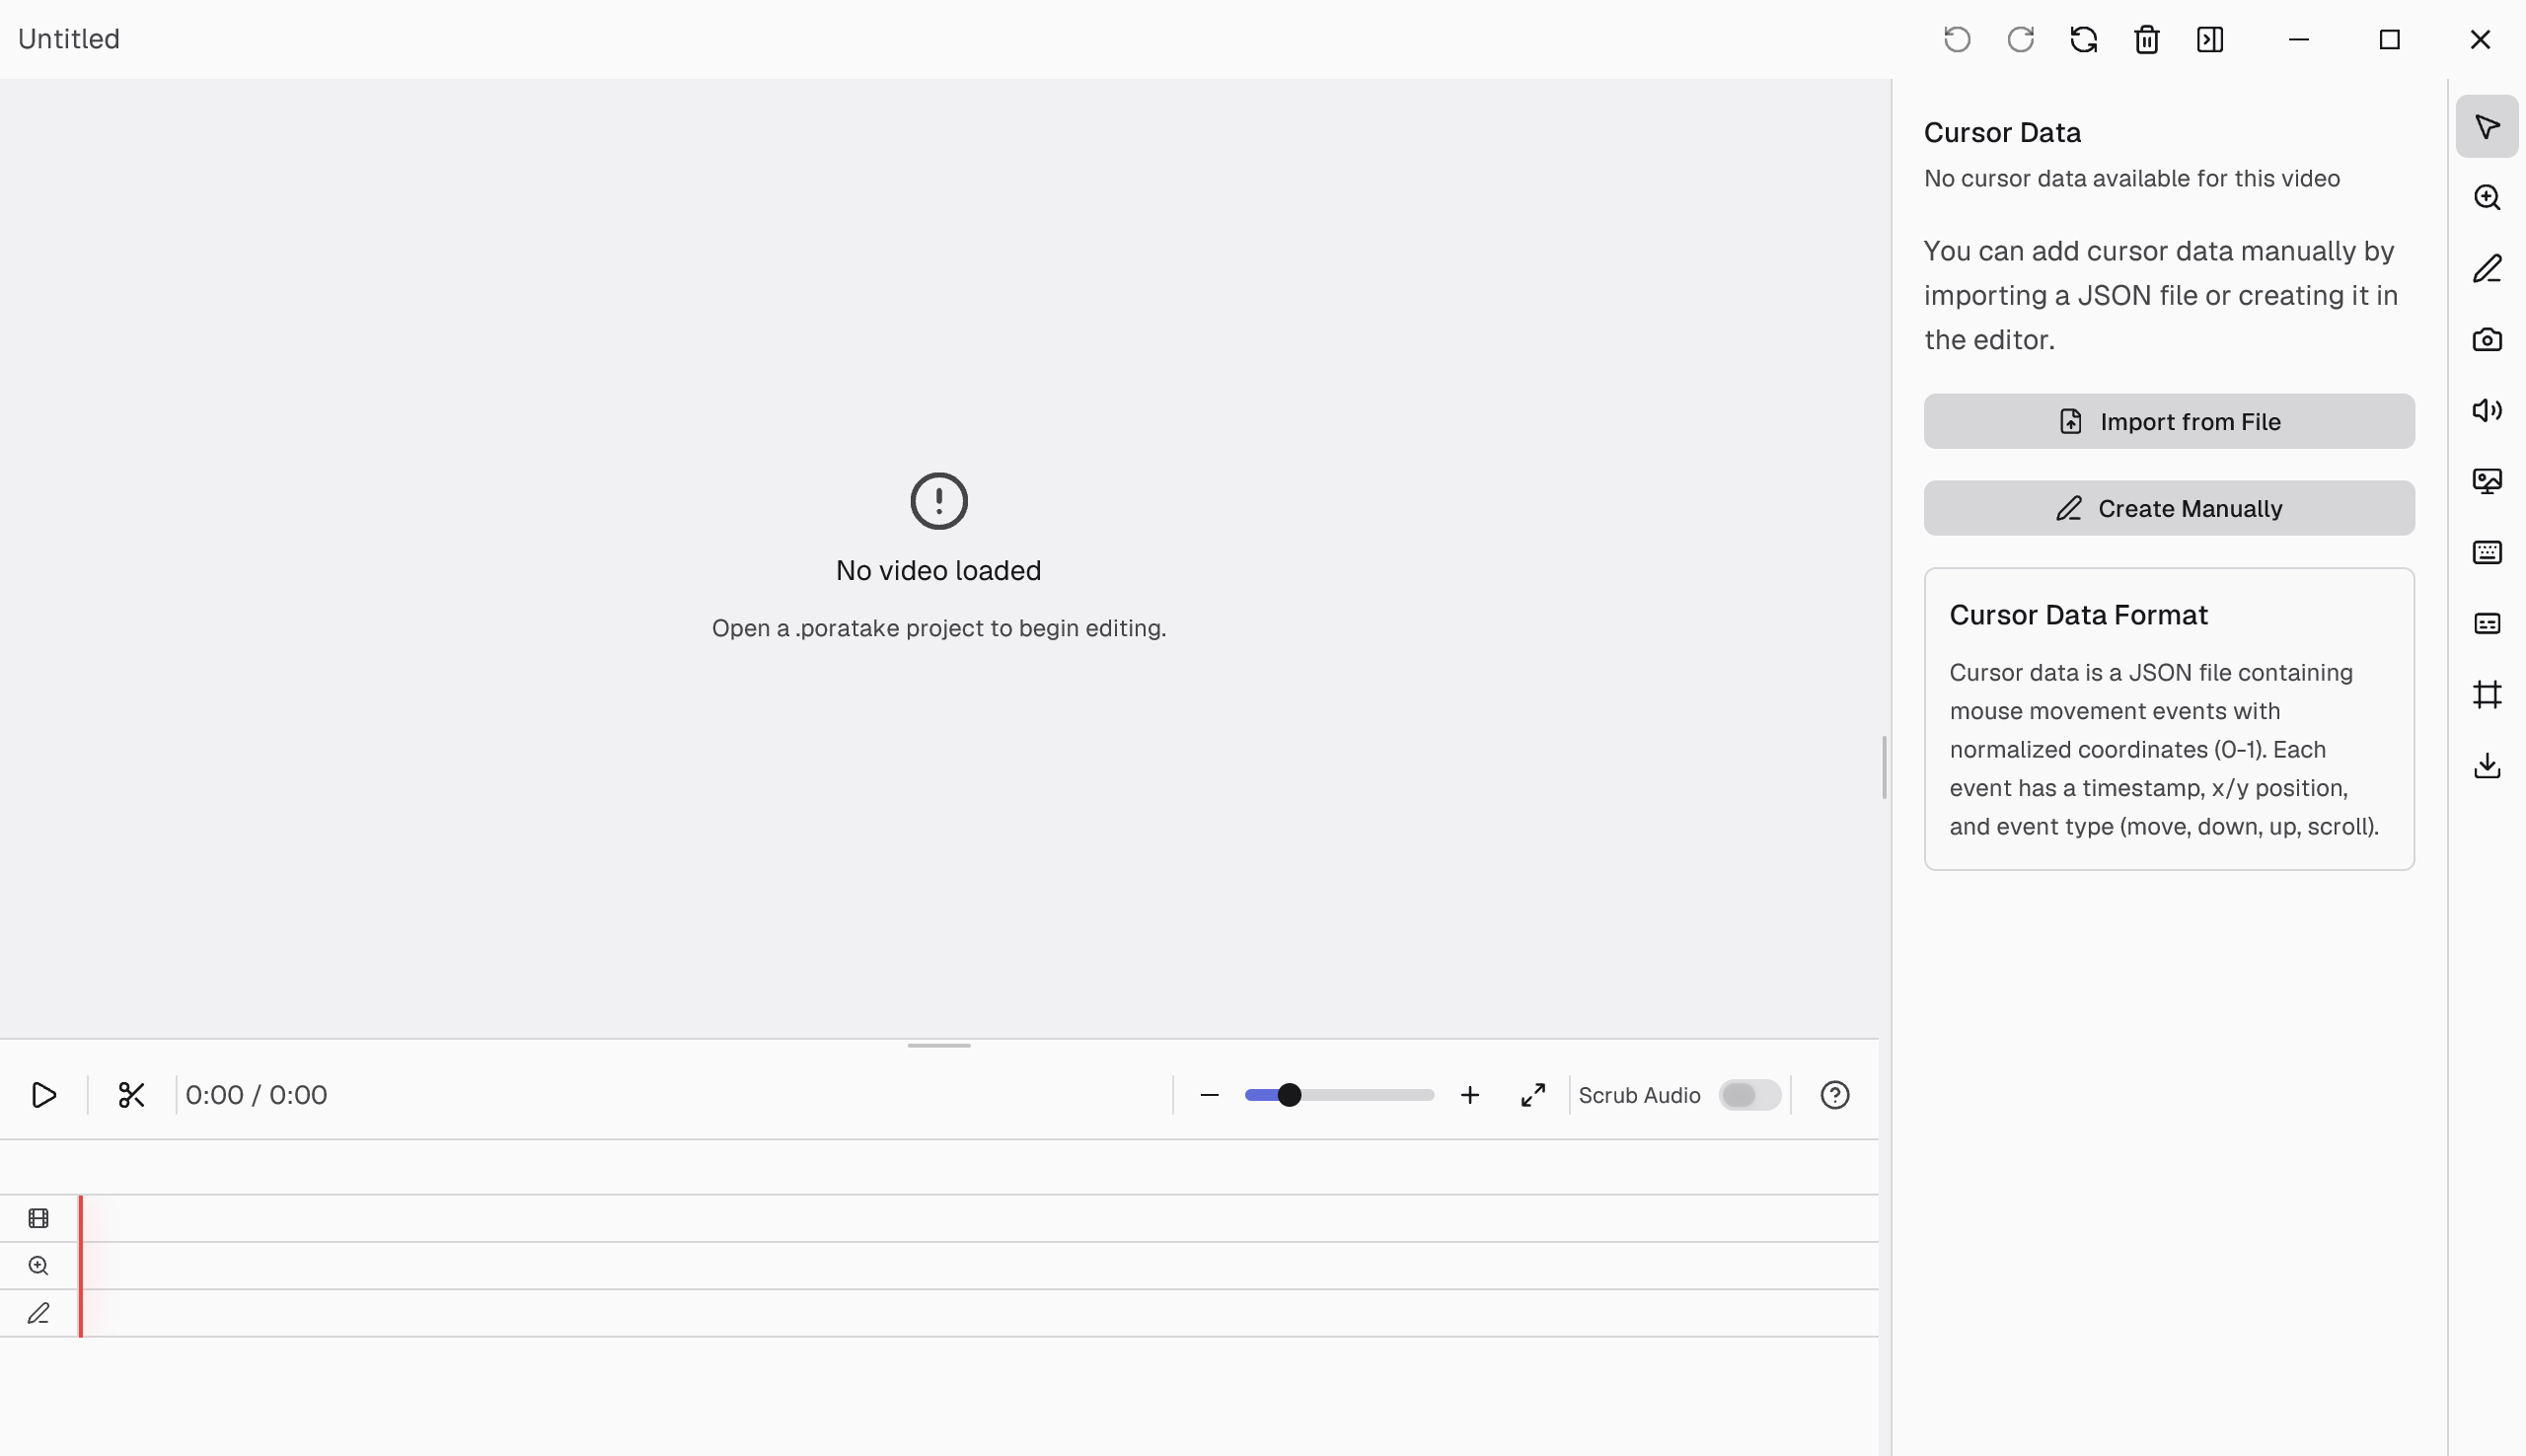 Untitled
Cursor Data
No cursor data available for this video
You can add cursor data manually by
importing a JSON file or creating it in
the editor.
Import from File
Create Manually
Cursor Data Format
Cursor data is a JSON file containing
mouse movement events with
normalized coordinates (0-1). Each
event has a timestamp, x/y position,
and event type (move, down, up, scroll).
No video loaded
Open a .poratake project to begin editing.
0:00 / 0:00
Scrub Audio